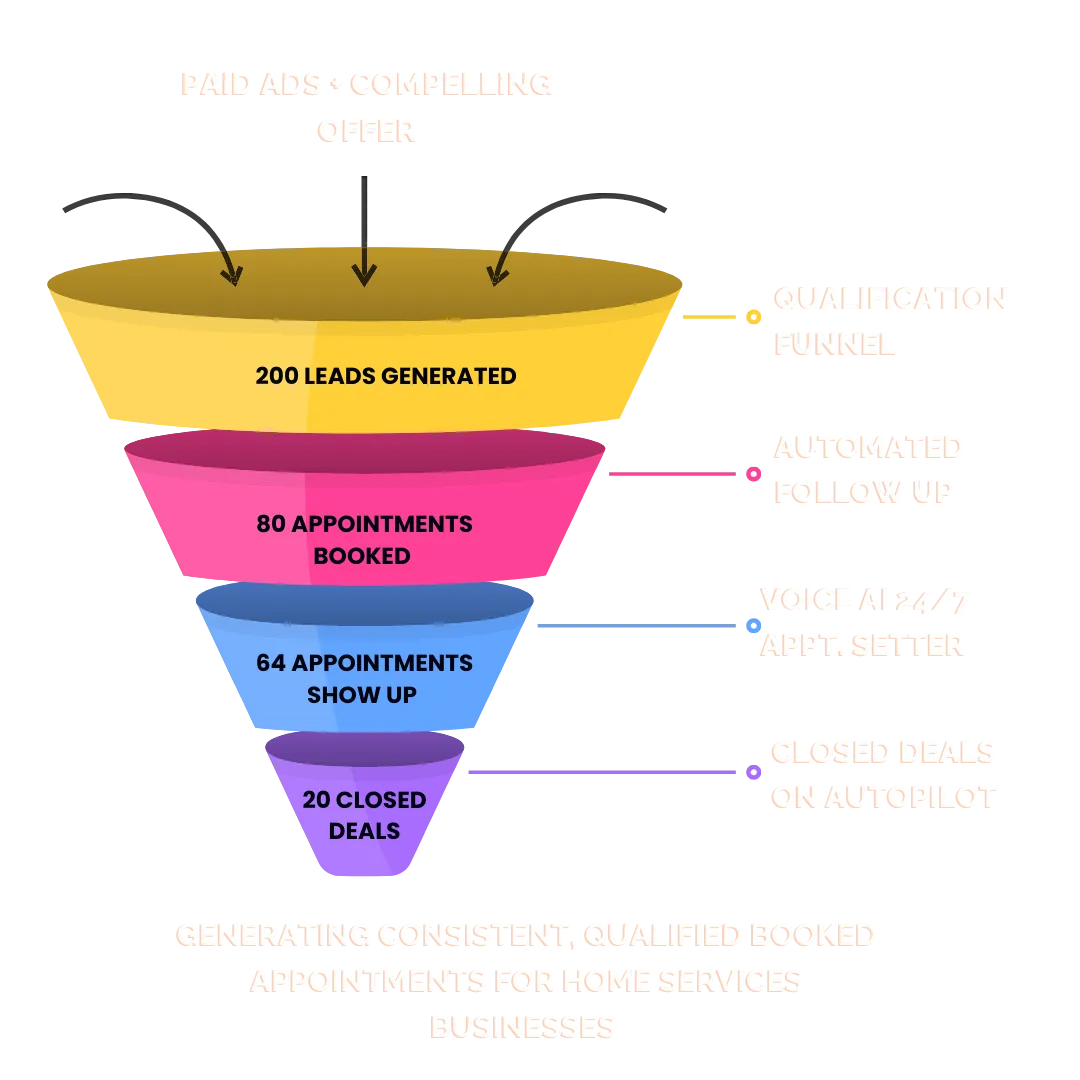 PAID ADS + COMPELLING
OFFER
QUALIFICATION
FUNNEL
200 LEADS GENERATED
AUTOMATED
FOLLOW UP
80 APPOINTMENTS
BOOKED
VOICE AI 24/7
APPT. SETTER
64 APPOINTMENTS
SHOW UP
CLOSED DEALS
ON AUTOPILOT
20 CLOSED
DEALS
GENERATING CONSISTENT, QUALIFIED BOOKED
APPOINTMENTS FOR HOME SERVICES
BUSINESSES